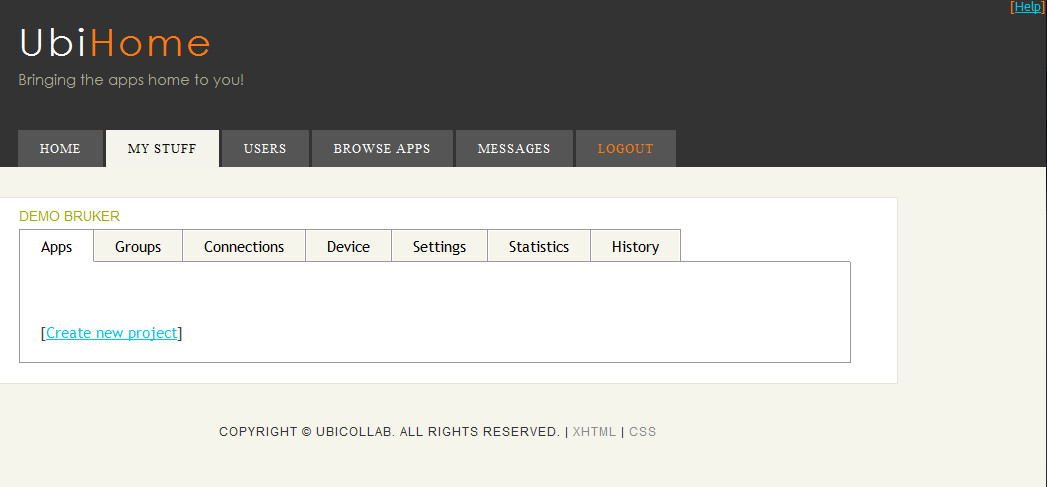 [Help]
UbiHome
Bringing the apps home to you!
HOME MY STUFF USERS BROWSE APPS MESSAGES LOGOUT
DEMO BRUKER
Apps Groups Connections Device Settings Statistics History
[Create new project]
COPYRIGHT © UBICOLLAB. ALL RIGHTS RESERVED. | XHTML | CSS